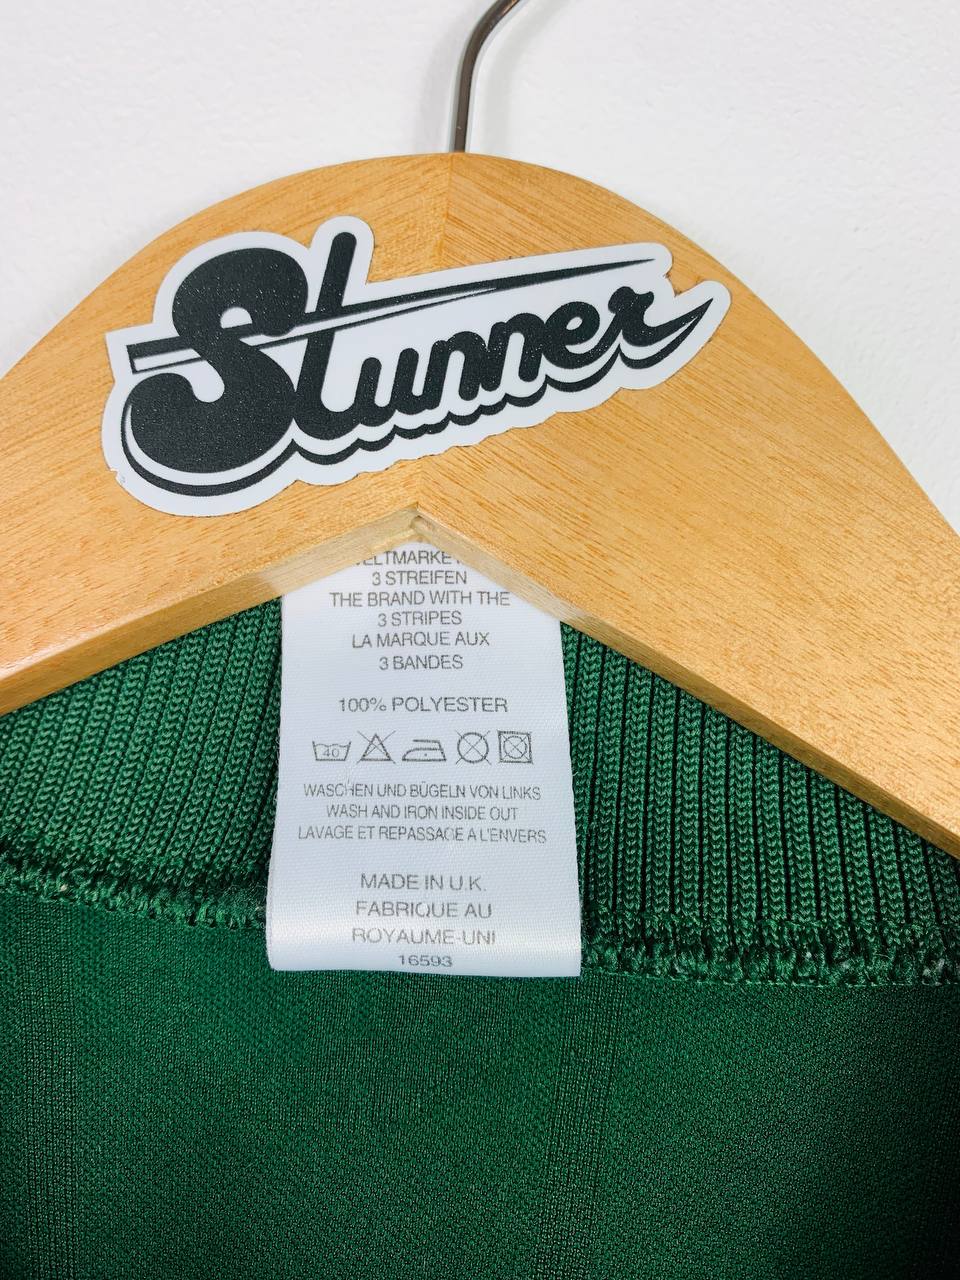 Stunner
3 STREIFEN
THE BRAND WITH THE
3 STRIPES
LA MARQUE AUX
3 BANDES
100% POLYESTER
40
WASCHEN UND BÜGELN VON LINKS
WASH AND IRON INSIDE OUT
LAVAGE ET REPASSAGE A L'ENVERS
MADE IN U.K.
FABRIQUE AU
ROYAUME-UNI
16593